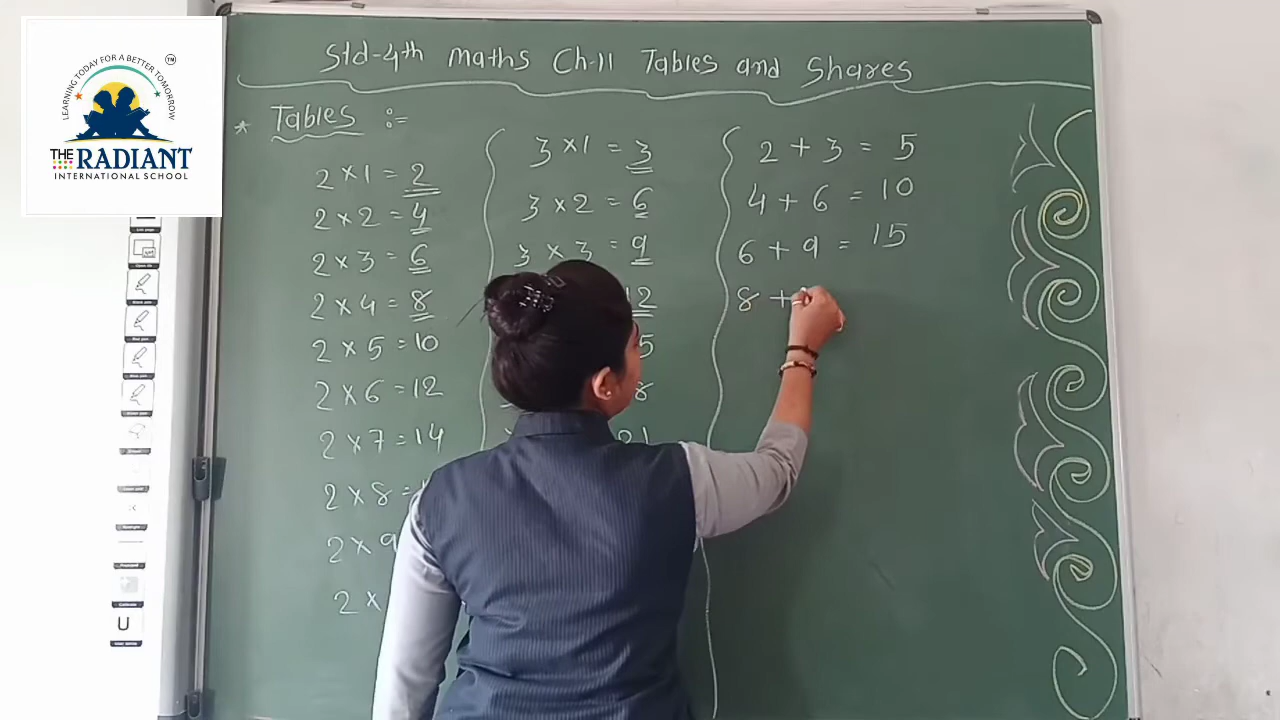 LEARNING TODAY FOR A BETTER TOMORROW
TM
THE RADIANT
INTERNATIONAL SCHOOL
Std-4th Maths Ch-11 Tables and Shares
* Tables :-
2 × 1 = 2
2 × 2 = 4
2 × 3 = 6
2 × 4 = 8
2 × 5 = 10
2 × 6 = 12
2 × 7 = 14
2 × 8 =
2 × 9
2 ×
3 × 1 = 3
3 × 2 = 6
3 × 3 = 9
12
5
8
21
2 + 3 = 5
4 + 6 = 10
6 + 9 = 15
8 +
U